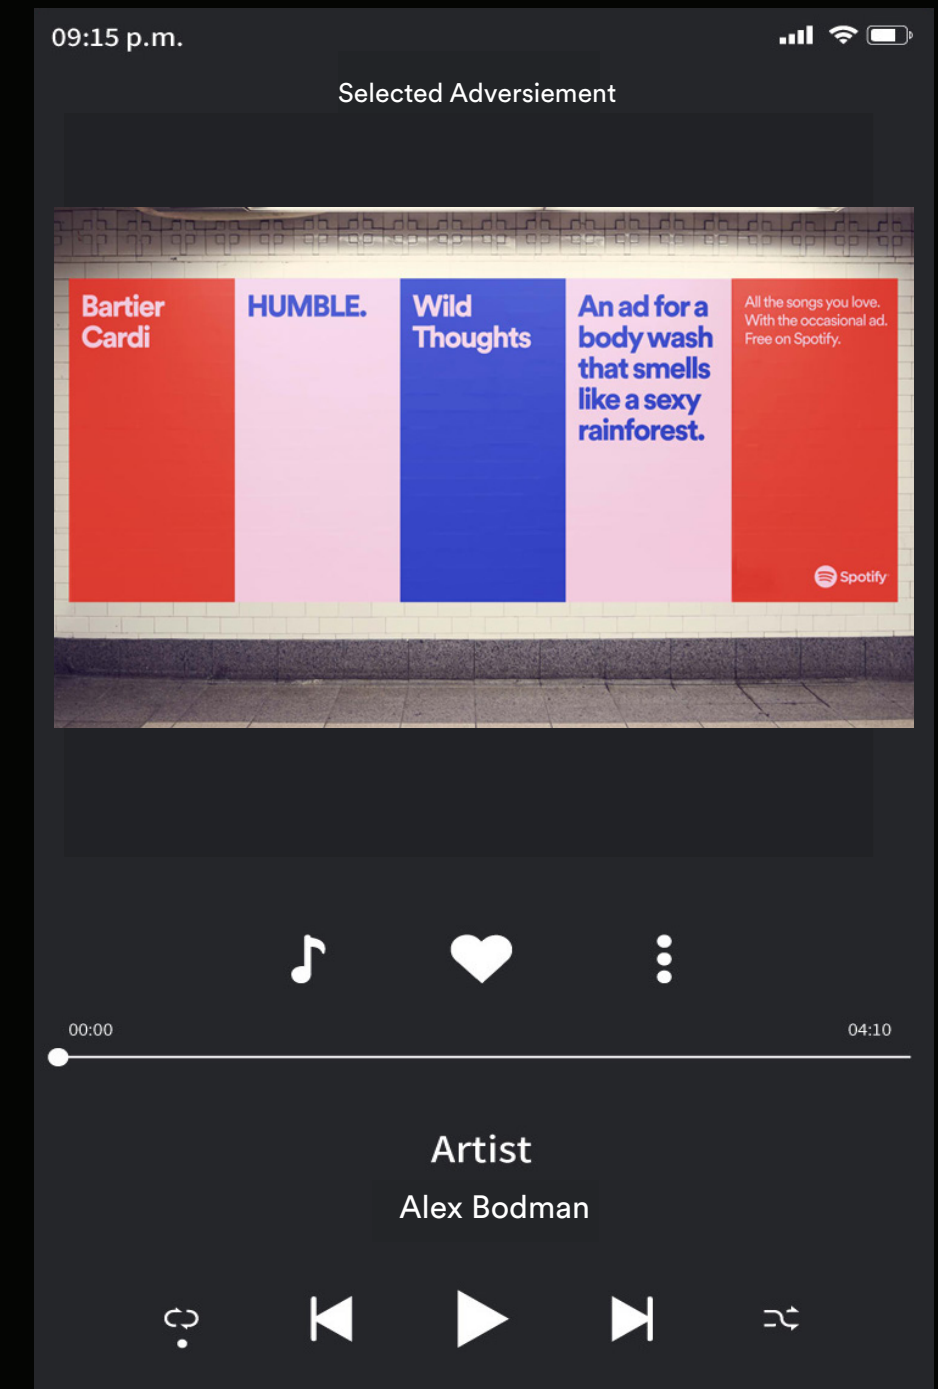 09:15 p.m.
Selected Adversiement
Bartier
Cardi
HUMBLE.
Wild
Thoughts
An ad for a
body wash
that smells
like a sexy
rainforest.
All the songs you love.
With the occasional ad.
Free on Spotify.
Spotify
00:00
04:10
Artist
Alex Bodman